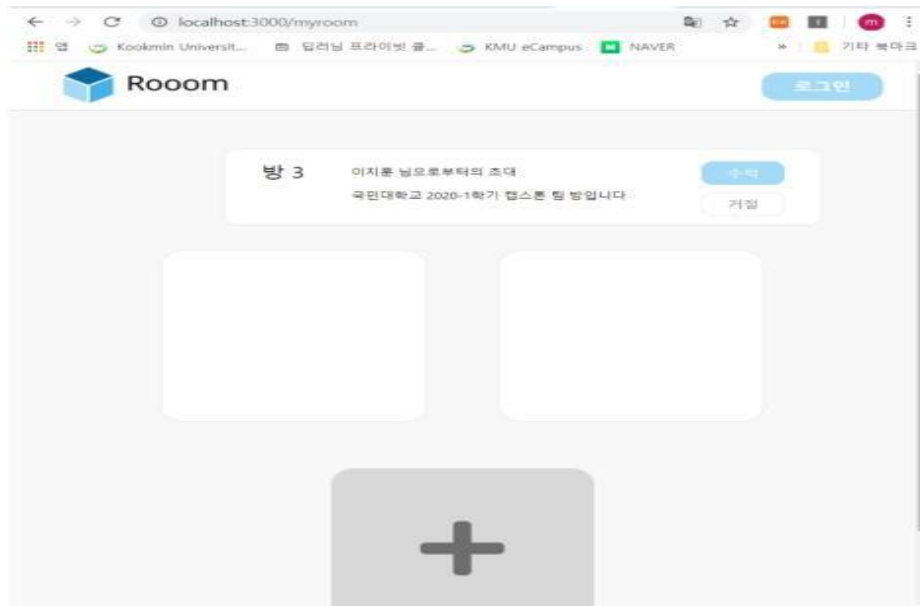 localhost:3000/myroom
앱 Kookmin Universit... 딥러닝 프라이빗 클... KMU eCampus NAVER » 기타 북마크
Rooom 로그인
방 3 이지훈 님으로부터의 초대 수락
국민대학교 2020-1학기 캡스톤 팀 방입니다 거절